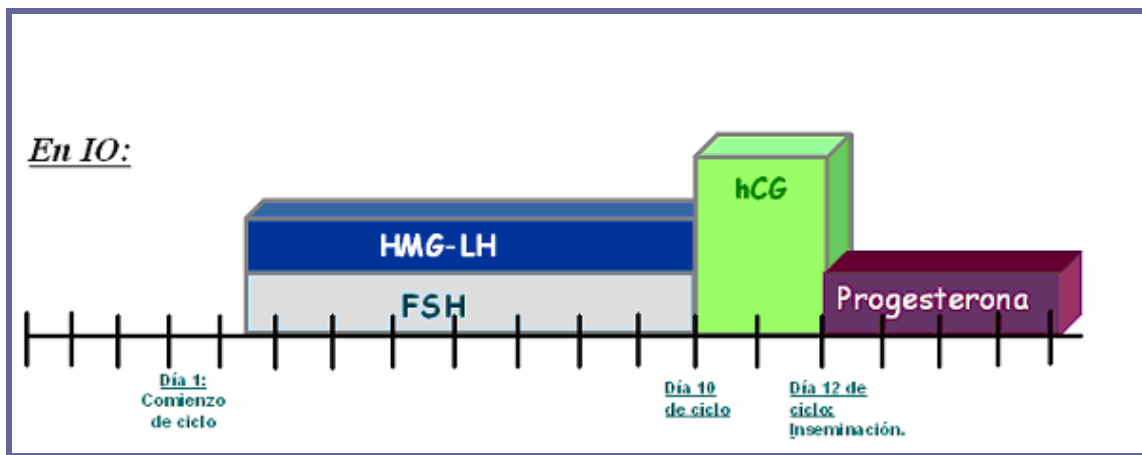 En IO:
hCG
HMG-LH
FSH
Progesterona
Día 1:
Comienzo
de ciclo
Día 10
de ciclo
Día 12 de
ciclo:
Inseminación.